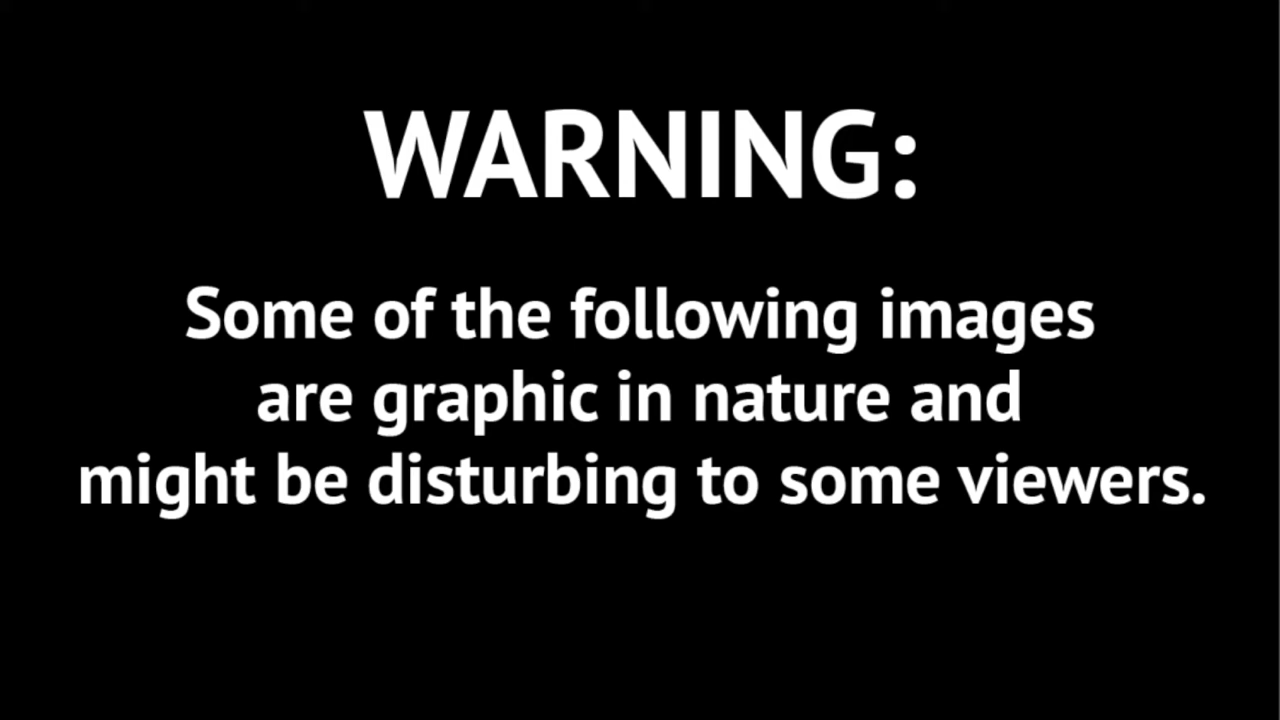 WARNING:
Some of the following images
are graphic in nature and
might be disturbing to some viewers.